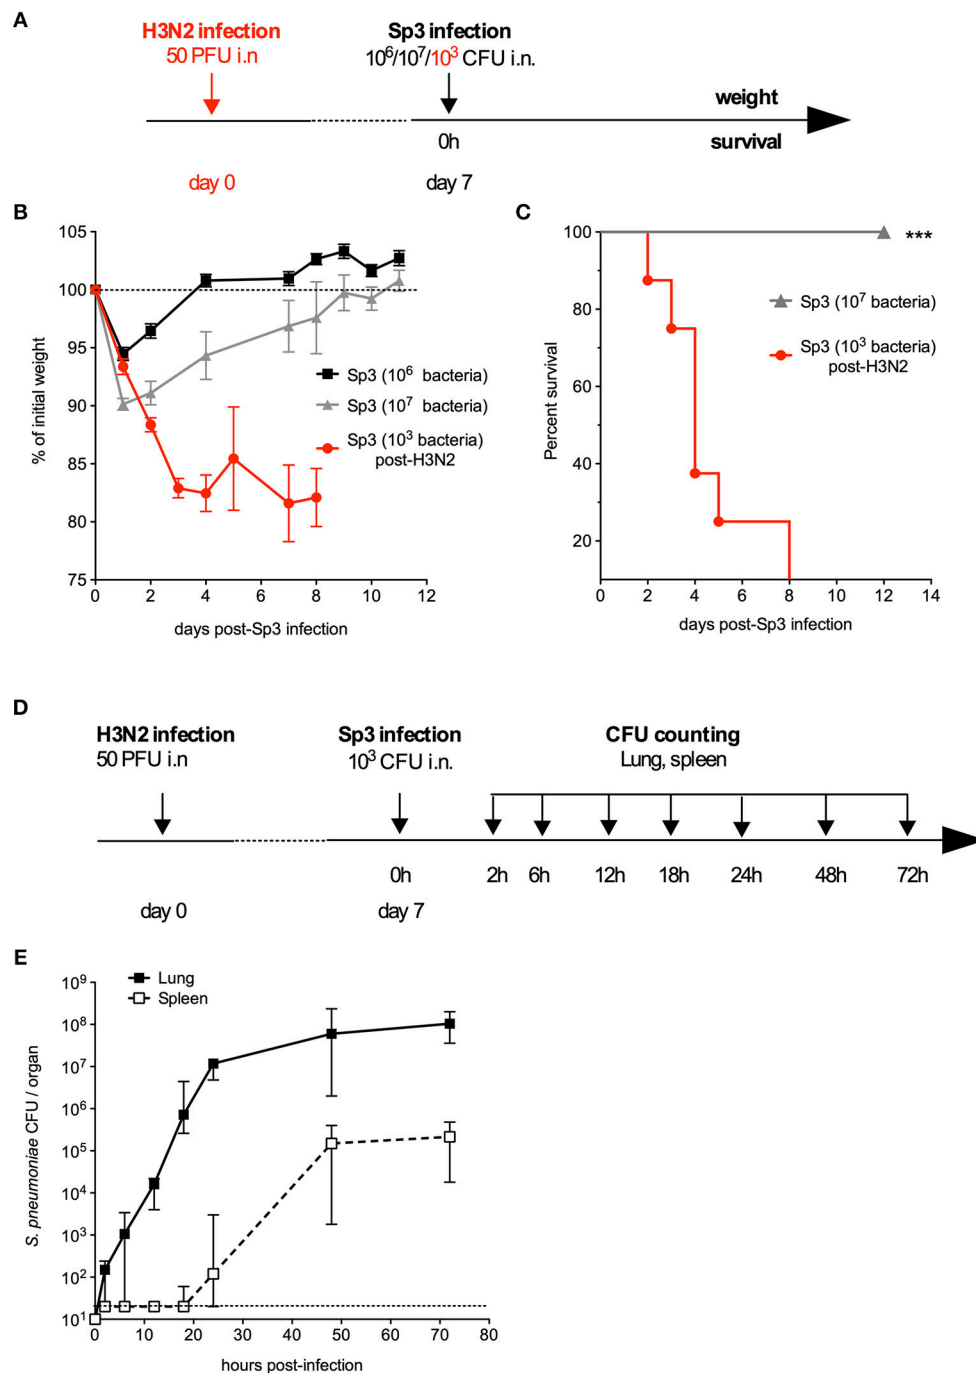 A
H3N2 infection
50 PFU i.n
Sp3 infection
10⁶/10⁷/10³ CFU i.n.
weight
survival
0h
day 0
day 7
B
% of initial weight
105
100
95
90
85
80
75
0 2 4 6 8 10 12
days post-Sp3 infection
Sp3 (10⁶ bacteria)
Sp3 (10⁷ bacteria)
Sp3 (10³ bacteria)
post-H3N2
C
Percent survival
100
80
60
40
20
0 2 4 6 8 10 12 14
days post-Sp3 infection
***
Sp3 (10⁷ bacteria)
Sp3 (10³ bacteria)
post-H3N2
D
H3N2 infection
50 PFU i.n
Sp3 infection
10³ CFU i.n.
CFU counting
Lung, spleen
0h 2h 6h 12h 18h 24h 48h 72h
day 0
day 7
E
Lung
Spleen
S. pneumoniae CFU / organ
10⁹
10⁸
10⁷
10⁶
10⁵
10⁴
10³
10²
10¹
0 10 20 30 40 50 60 70 80
hours post-infection